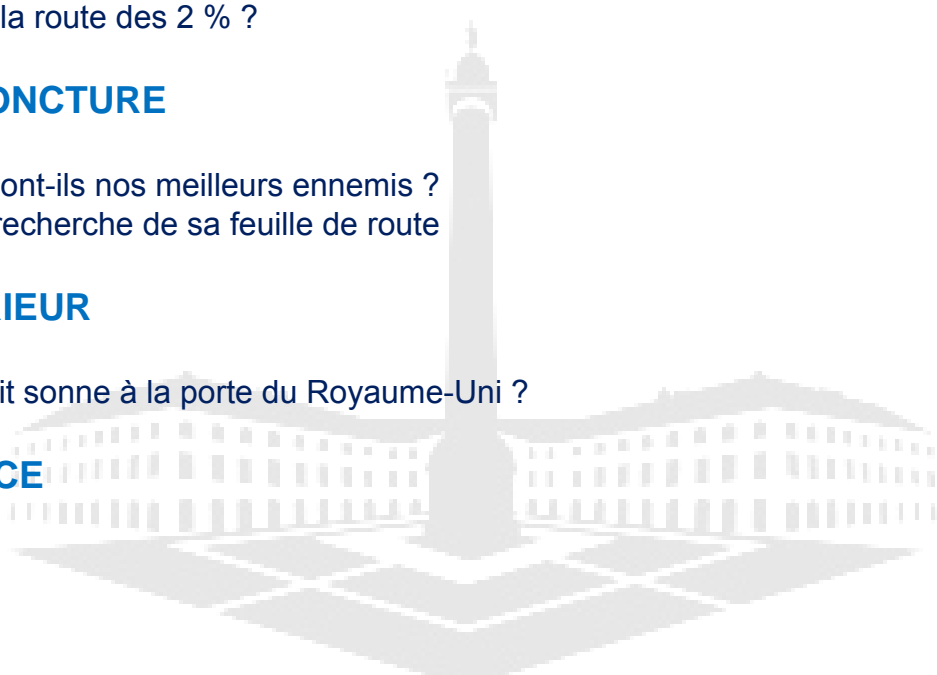 la route des 2 % ?
ONCTURE
ont-ils nos meilleurs ennemis ?
recherche de sa feuille de route
RIEUR
it sonne à la porte du Royaume-Uni ?
CE